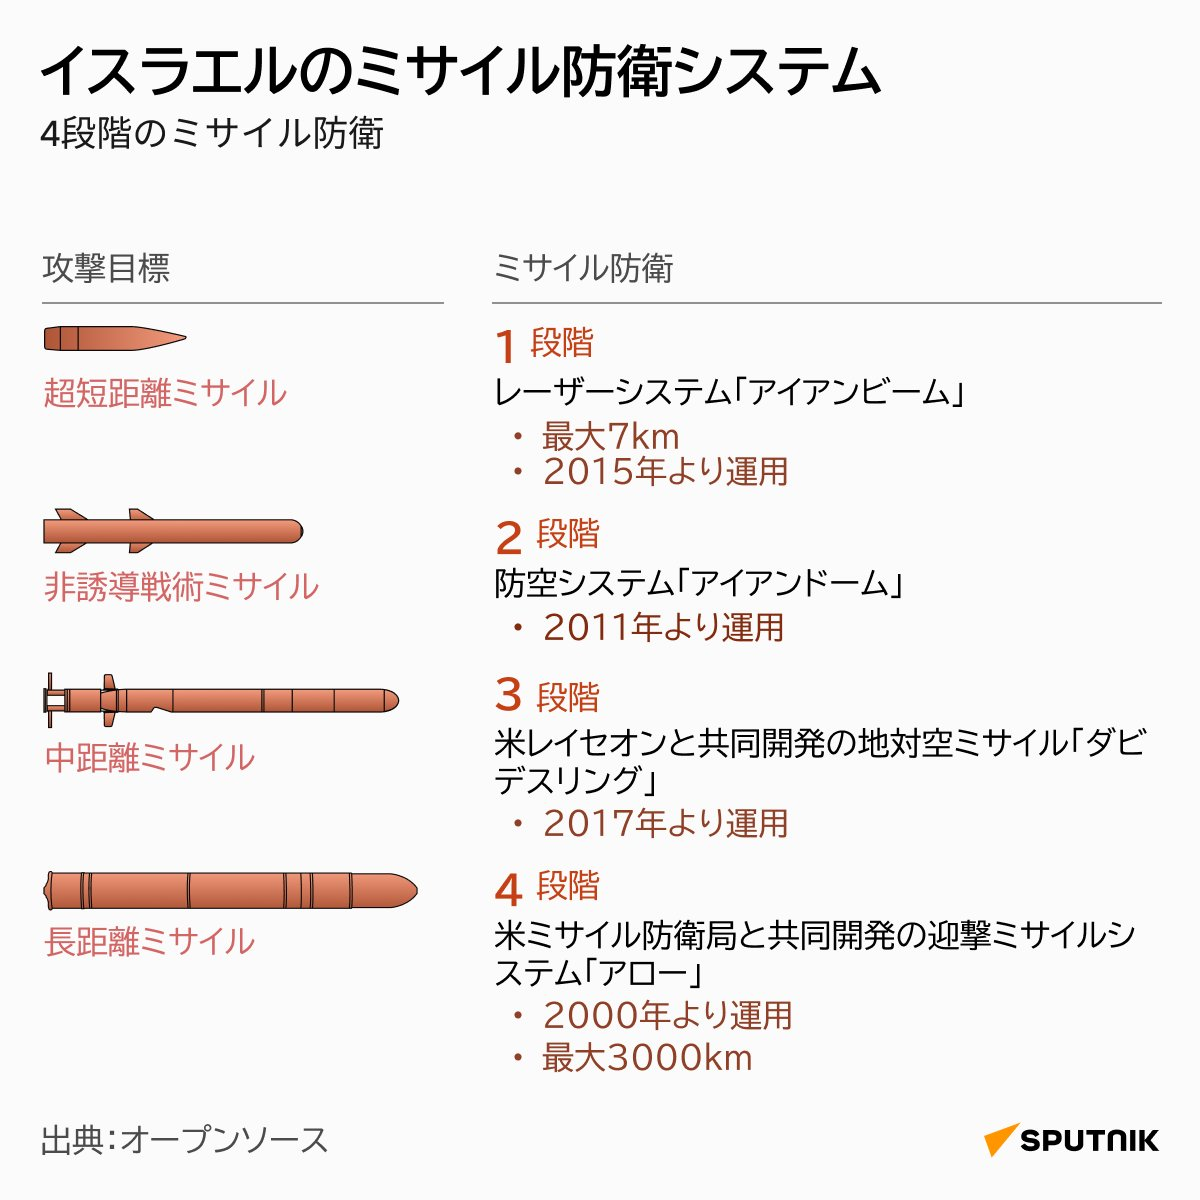 イスラエルのミサイル防衛システム
4段階のミサイル防衛
攻撃目標
ミサイル防衛
超短距離ミサイル
1 段階
レーザーシステム「アイアンビーム」
・ 最大7km
・ 2015年より運用
非誘導戦術ミサイル
2 段階
防空システム「アイアンドーム」
・ 2011年より運用
中距離ミサイル
3 段階
米レイセオンと共同開発の地対空ミサイル「ダビ
デスリング」
・ 2017年より運用
長距離ミサイル
4 段階
米ミサイル防衛局と共同開発の迎撃ミサイルシ
ステム「アロー」
・ 2000年より運用
・ 最大3000km
出典：オープンソース
SPUTNIK